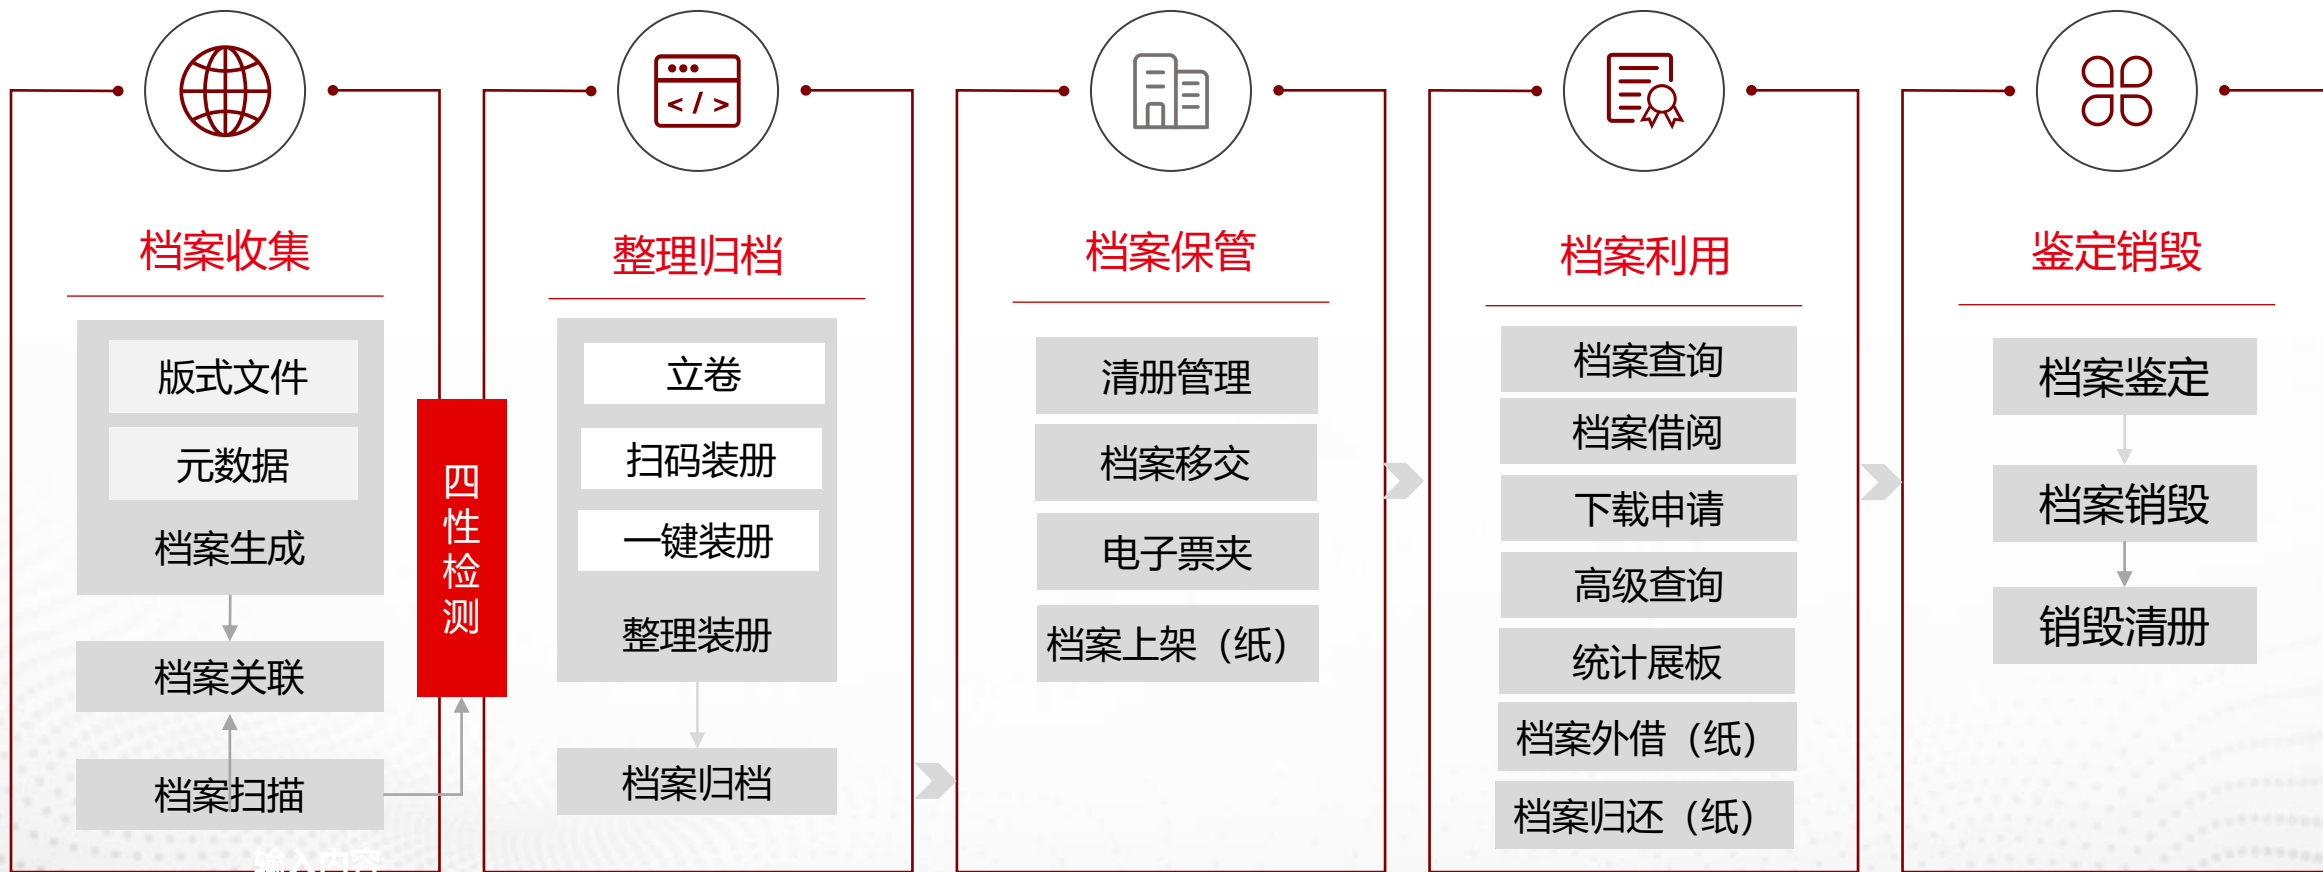 档案收集
版式文件
元数据
档案生成
档案关联
档案扫描
输入内容
四性检测
整理归档
立卷
扫码装册
一键装册
整理装册
档案归档
档案保管
清册管理
档案移交
电子票夹
档案上架（纸）
档案利用
档案查询
档案借阅
下载申请
高级查询
统计展板
档案外借（纸）
档案归还（纸）
鉴定销毁
档案鉴定
档案销毁
销毁清册